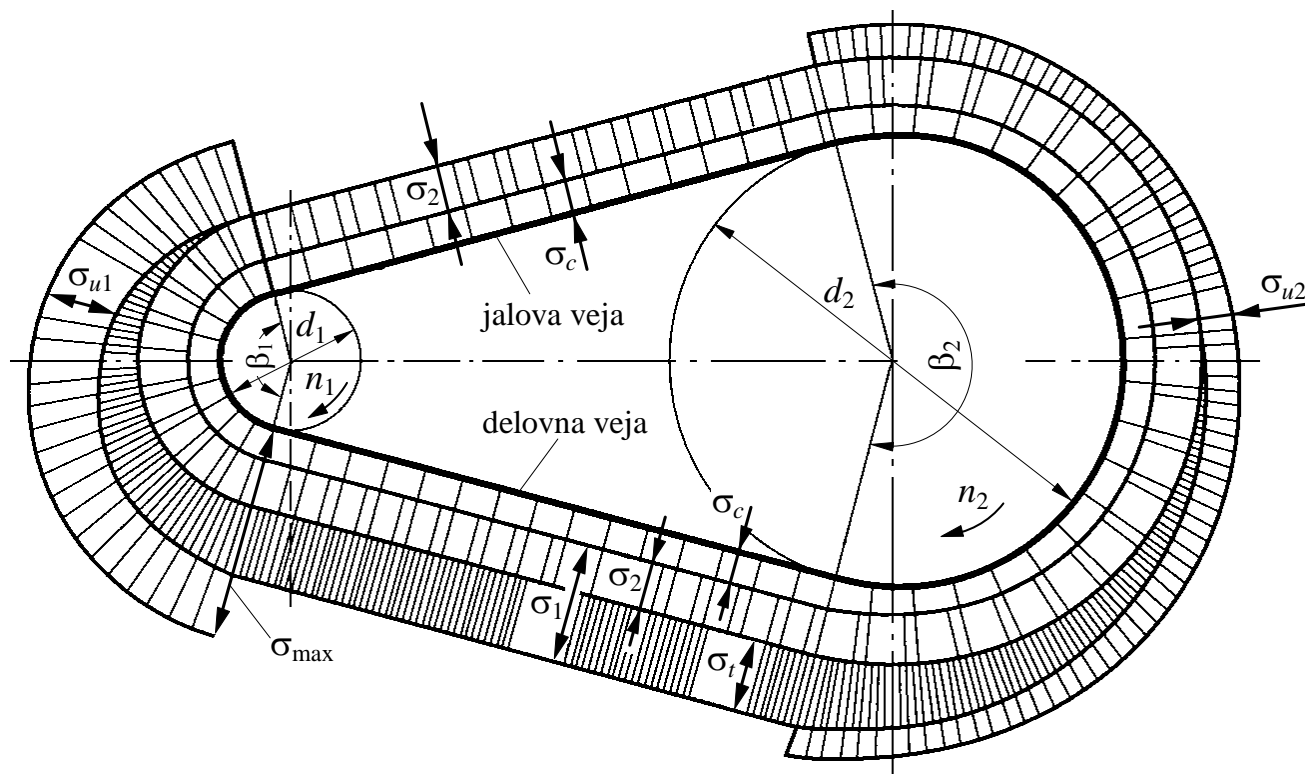 σ₂
σc
σu1
σu2
d₂
jalova veja
d₁
β₁
β₂
n₁
delovna veja
n₂
σc
σ₂
σ₁
σmax
σt